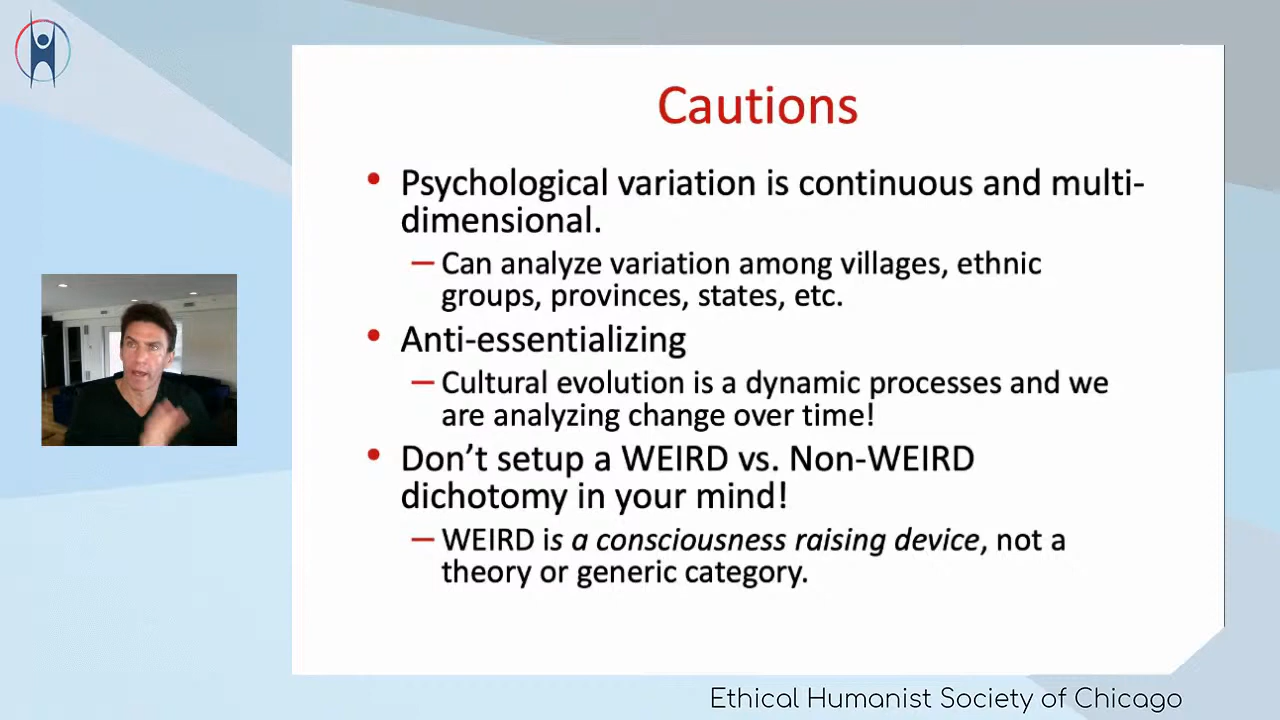 Cautions
• Psychological variation is continuous and multi-
dimensional.
– Can analyze variation among villages, ethnic
groups, provinces, states, etc.
• Anti-essentializing
– Cultural evolution is a dynamic processes and we
are analyzing change over time!
• Don't setup a WEIRD vs. Non-WEIRD
dichotomy in your mind!
– WEIRD is a consciousness raising device, not a
theory or generic category.
Ethical Humanist Society of Chicago